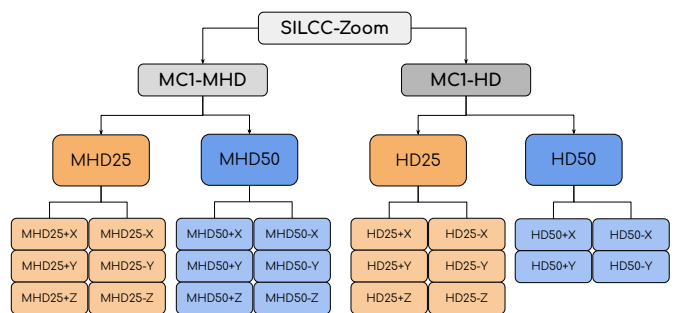 SILCC-Zoom
MC1-MHD MC1-HD
MHD25 MHD50 HD25 HD50
MHD25+X MHD25-X MHD50+X MHD50-X HD25+X HD25-X HD50+X HD50-X
MHD25+Y MHD25-Y MHD50+Y MHD50-Y HD25+Y HD25-Y HD50+Y HD50-Y
MHD25+Z MHD25-Z MHD50+Z MHD50-Z HD25+Z HD25-Z